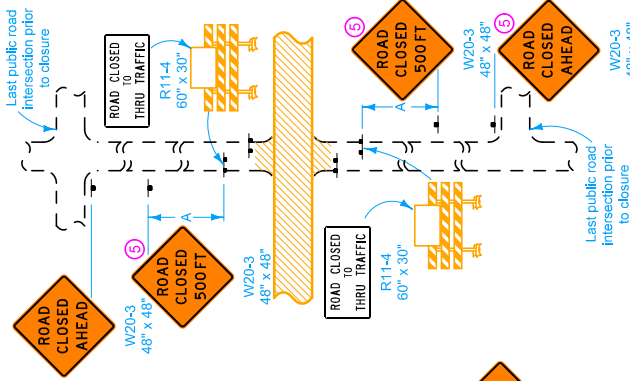 Last public road
intersection prior
to closure
ROAD CLOSED
TO
THRU TRAFFIC
R11-4
60" x 30"
5
ROAD
CLOSED
500 FT
W20-3
48" x 48"
5
ROAD
CLOSED
AHEAD
W20-3
48" x 48"
A
A
5
ROAD
CLOSED
AHEAD
W20-3
48" x 48"
ROAD
CLOSED
500 FT
W20-3
48" x 48"
ROAD CLOSED
TO
THRU TRAFFIC
R11-4
60" x 30"
Last public road
intersection prior
to closure